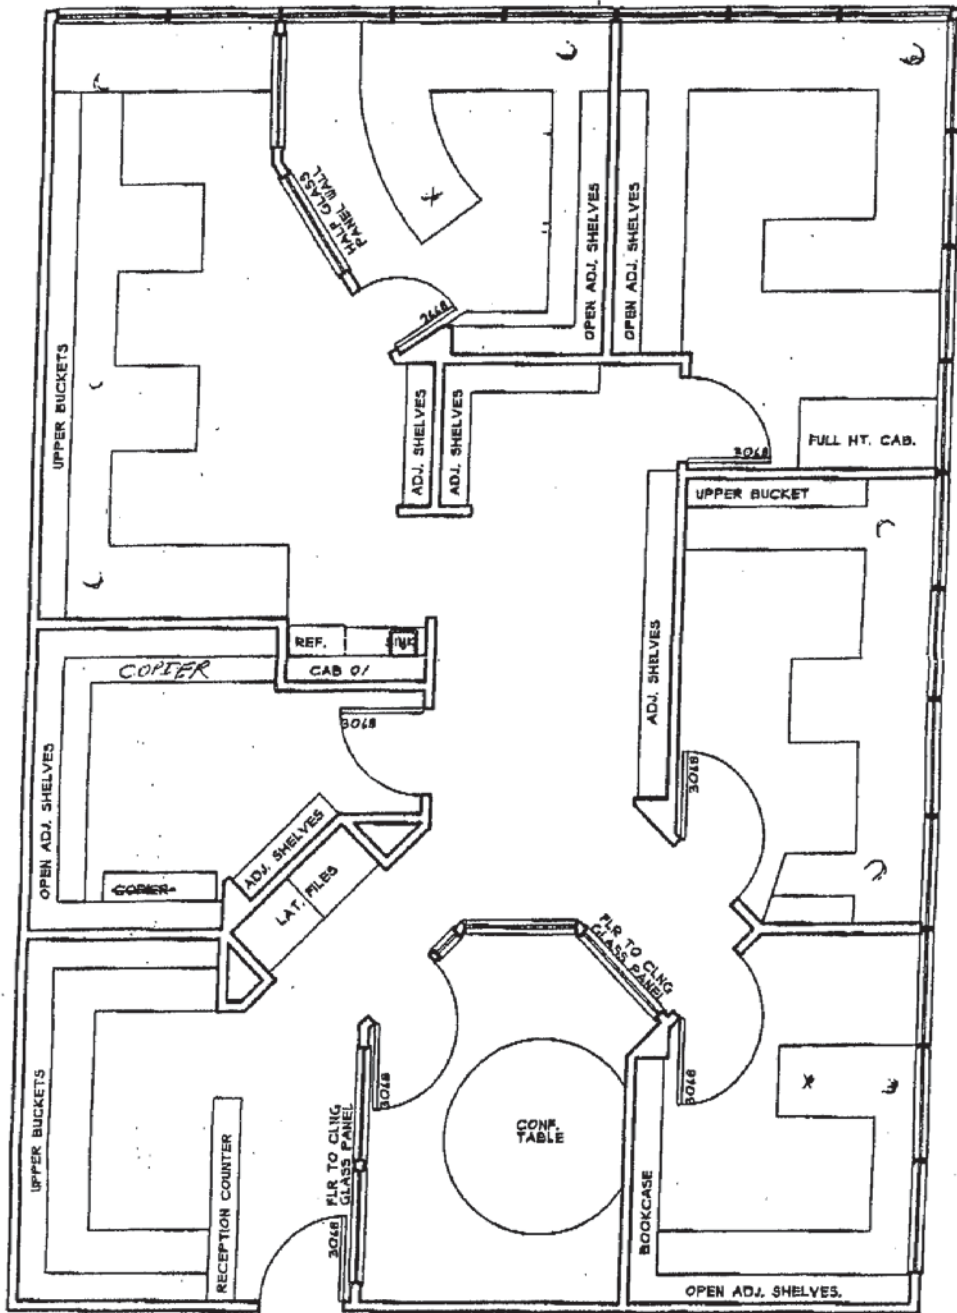 HALF GLASS
PANEL WALL
OPEN ADJ. SHELVES
OPEN ADJ. SHELVES
2668
UPPER BUCKETS
ADJ. SHELVES
ADJ. SHELVES
FULL HT. CAB.
3068
UPPER BUCKET
REF.
COPIER
CAB O/
ADJ. SHELVES
3068
3068
OPEN ADJ. SHELVES
ADJ. SHELVES
COPIER
LAT. FILES
FLR TO CLNG
GLASS PANEL
UPPER BUCKETS
RECEPTION COUNTER
3068
FLR TO CLNG
GLASS PANEL
3068
CONF.
TABLE
3068
BOOKCASE
OPEN ADJ. SHELVES.